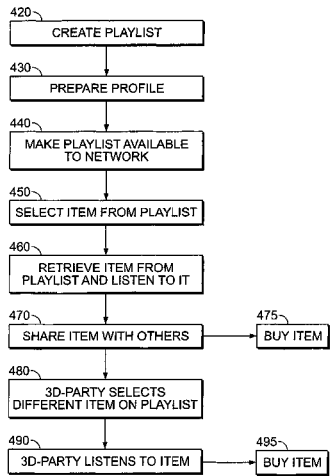 420
CREATE PLAYLIST
430
PREPARE PROFILE
440
MAKE PLAYLIST AVAILABLE
TO NETWORK
450
SELECT ITEM FROM PLAYLIST
460
RETRIEVE ITEM FROM
PLAYLIST AND LISTEN TO IT
470
SHARE ITEM WITH OTHERS
475
BUY ITEM
480
3D-PARTY SELECTS
DIFFERENT ITEM ON PLAYLIST
490
3D-PARTY LISTENS TO ITEM
495
BUY ITEM